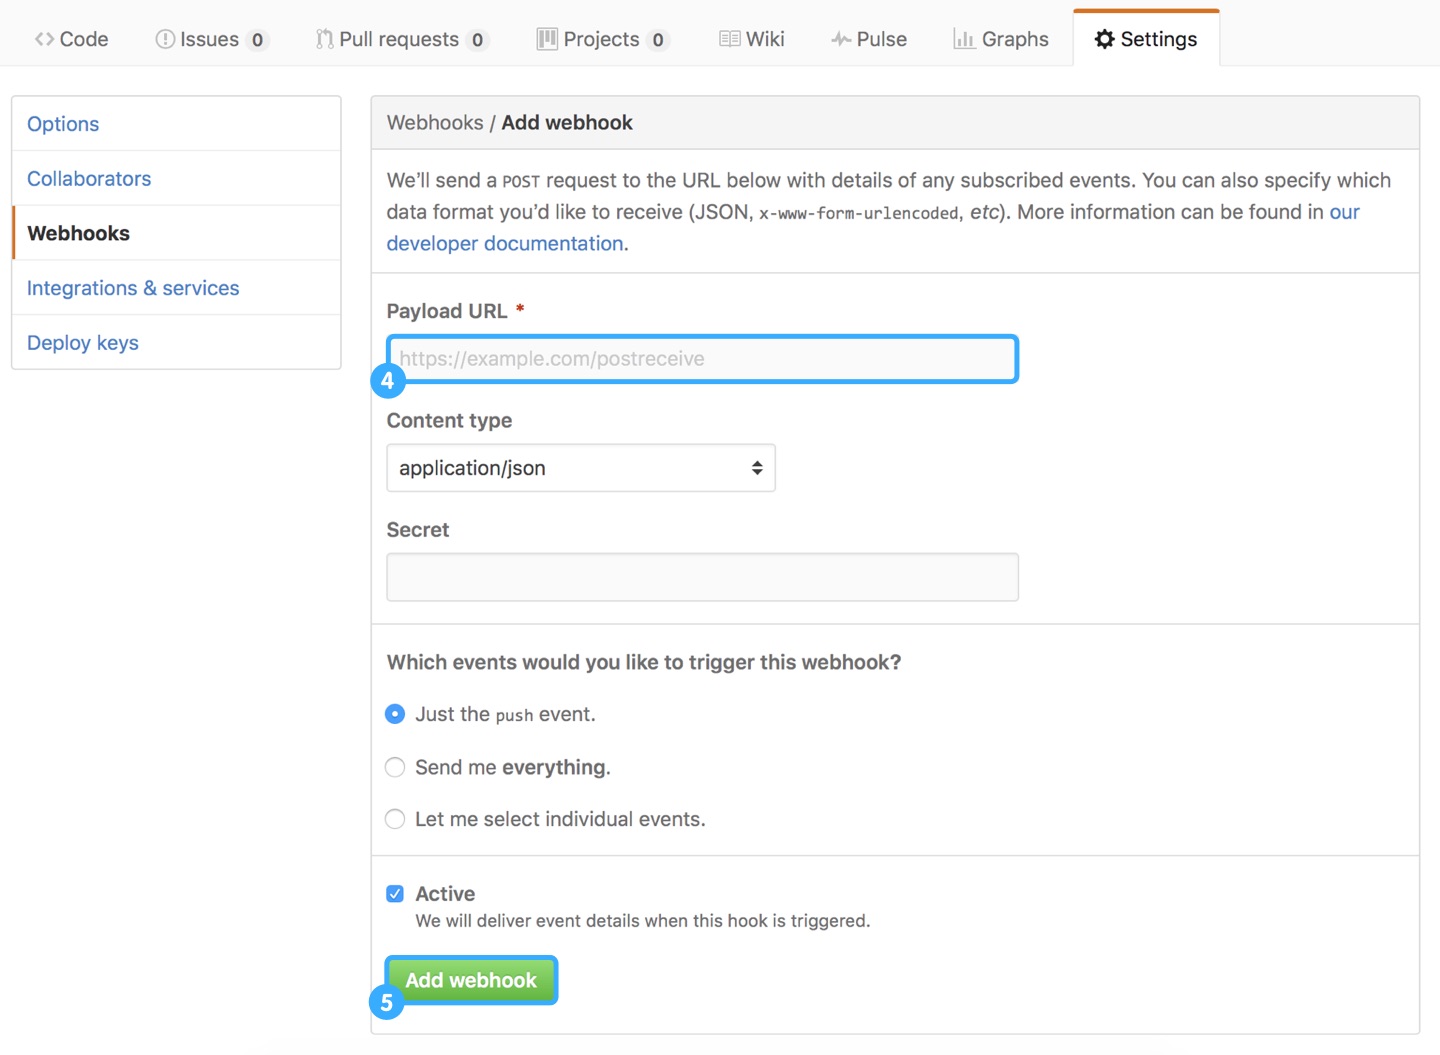 Code Issues 0 Pull requests 0 Projects 0 Wiki Pulse Graphs Settings
Options
Collaborators
Webhooks
Integrations & services
Deploy keys
Webhooks / Add webhook
We’ll send a POST request to the URL below with details of any subscribed events. You can also specify which
data format you’d like to receive (JSON, x-www-form-urlencoded, etc). More information can be found in our
developer documentation.
Payload URL *
https://example.com/postreceive
4
Content type
application/json
Secret
Which events would you like to trigger this webhook?
Just the push event.
Send me everything.
Let me select individual events.
Active
We will deliver event details when this hook is triggered.
Add webhook
5